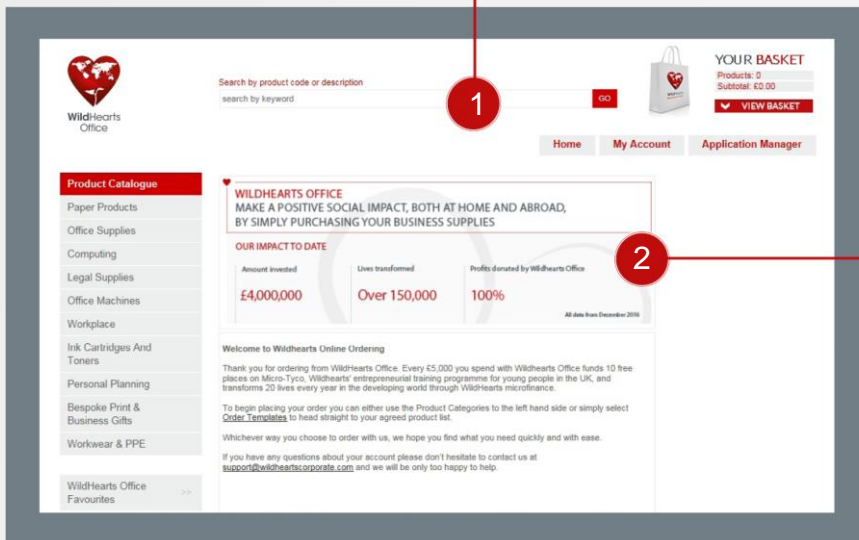 WildHearts
Office
Search by product code or description
search by keyword
GO
1
YOUR BASKET
Products: 0
Subtotal: £0.00
VIEW BASKET
Home
My Account
Application Manager
Product Catalogue
Paper Products
Office Supplies
Computing
Legal Supplies
Office Machines
Workplace
Ink Cartridges And
Toners
Personal Planning
Bespoke Print &
Business Gifts
Workwear & PPE
WildHearts Office
Favourites
>>
WILDHEARTS OFFICE
MAKE A POSITIVE SOCIAL IMPACT, BOTH AT HOME AND ABROAD,
BY SIMPLY PURCHASING YOUR BUSINESS SUPPLIES
OUR IMPACT TO DATE
2
Amount invested
£4,000,000
Lives transformed
Over 150,000
Profits donated by Wildhearts Office
100%
All data from December 2016
Welcome to Wildhearts Online Ordering
Thank you for ordering from WildHearts Office. Every £5,000 you spend with Wildhearts Office funds 10 free
places on Micro-Tyco, Wildhearts' entrepreneurial training programme for young people in the UK, and
transforms 20 lives every year in the developing world through WildHearts microfinance.
To begin placing your order you can either use the Product Categories to the left hand side or simply select
Order Templates to head straight to your agreed product list.
Whichever way you choose to order with us, we hope you find what you need quickly and with ease.
If you have any questions about your account please don't hesitate to contact us at
support@wildheartscorporate.com and we will be only too happy to help.